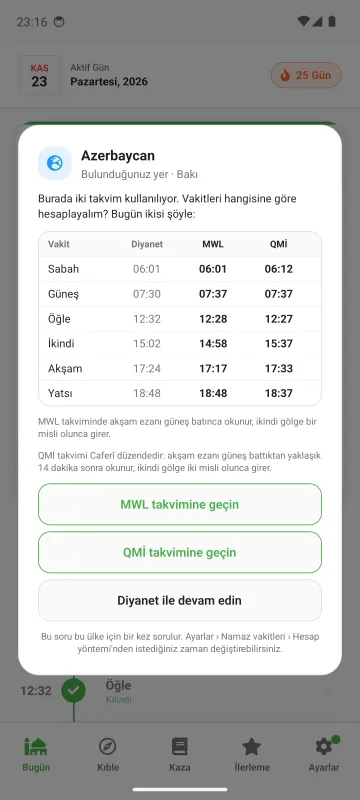 23:16
KAS
23
Aktif Gün
Pazartesi, 2026
25 Gün
Azerbaycan
Bulunduğunuz yer · Bakı
Burada iki takvim kullanılıyor. Vakitleri hangisine göre
hesaplayalım? Bugün ikisi şöyle:
Vakit Diyanet MWL QMİ
Sabah 06:01 06:01 06:12
Güneş 07:30 07:37 07:37
Öğle 12:32 12:28 12:27
İkindi 15:02 14:58 15:37
Akşam 17:24 17:17 17:33
Yatsı 18:48 18:48 18:37
MWL takviminde akşam ezanı güneş batınca okunur, ikindi gölge bir
misli olunca girer.
QMİ takvimi Caferî düzendedir: akşam ezanı güneş battıktan yaklaşık
14 dakika sonra okunur, ikindi gölge iki misli olunca girer.
MWL takvimine geçin
QMİ takvimine geçin
Diyanet ile devam edin
Bu soru bu ülke için bir kez sorulur. Ayarlar › Namaz vakitleri › Hesap
yöntemi'nden istediğiniz zaman değiştirebilirsiniz.
12:32
Öğle
Kılındı
Bugün
Kıble
Kaza
İlerleme
Ayarlar